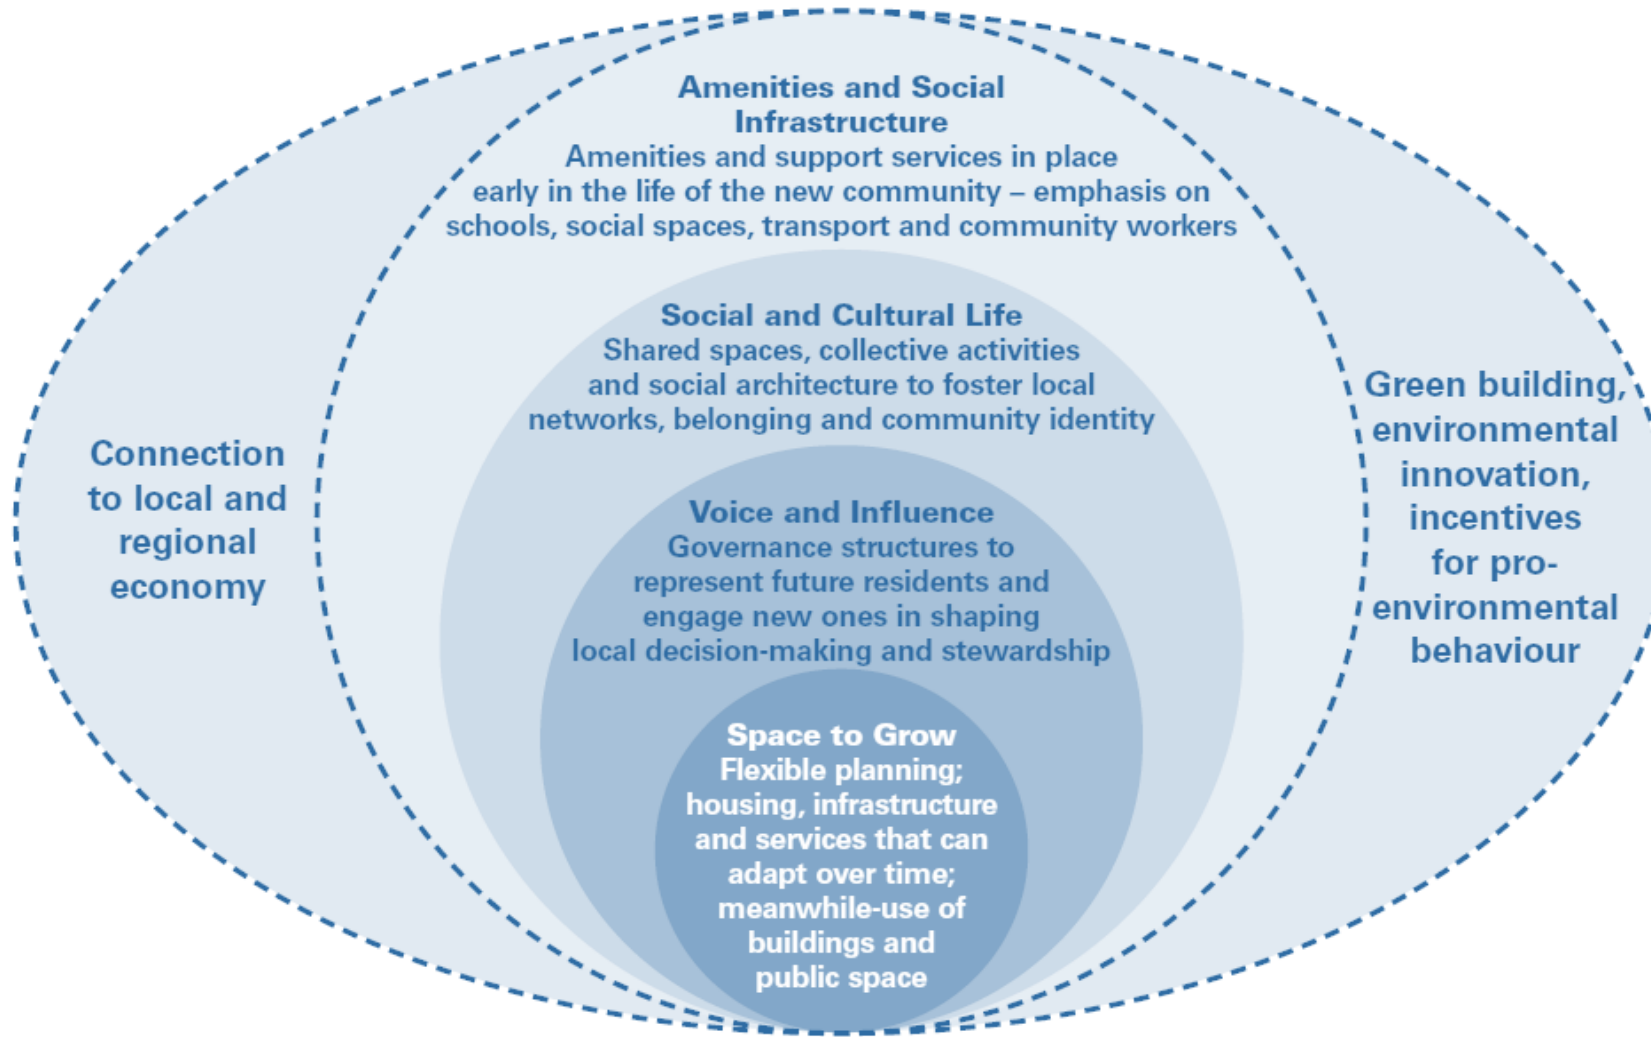 Amenities and Social
Infrastructure
Amenities and support services in place
early in the life of the new community – emphasis on
schools, social spaces, transport and community workers
Social and Cultural Life
Shared spaces, collective activities
and social architecture to foster local
networks, belonging and community identity
Voice and Influence
Governance structures to
represent future residents and
engage new ones in shaping
local decision-making and stewardship
Space to Grow
Flexible planning;
housing, infrastructure
and services that can
adapt over time;
meanwhile-use of
buildings and
public space
Connection
to local and
regional
economy
Green building,
environmental
innovation,
incentives
for pro-
environmental
behaviour